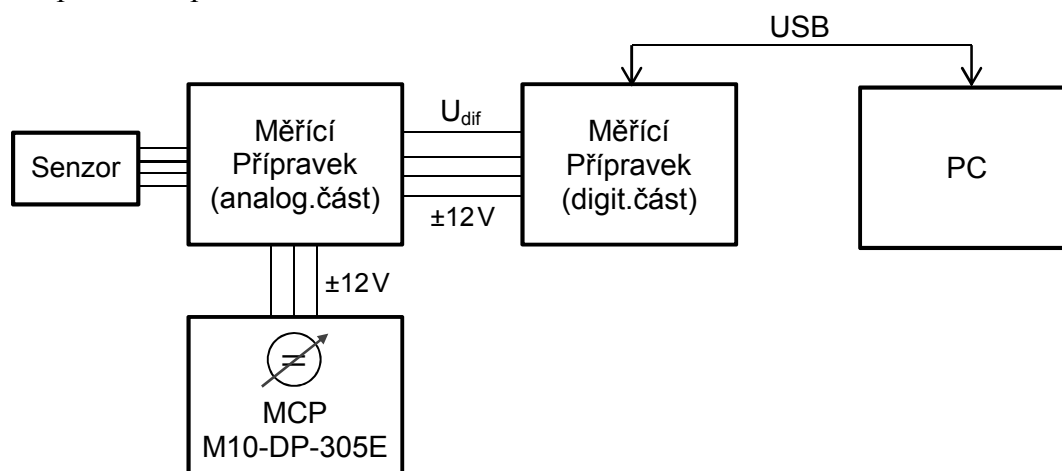 USB
Senzor
Měřící
Přípravek
(analog.část)
U_dif
±12V
Měřící
Přípravek
(digit.část)
PC
±12V
MCP
M10-DP-305E